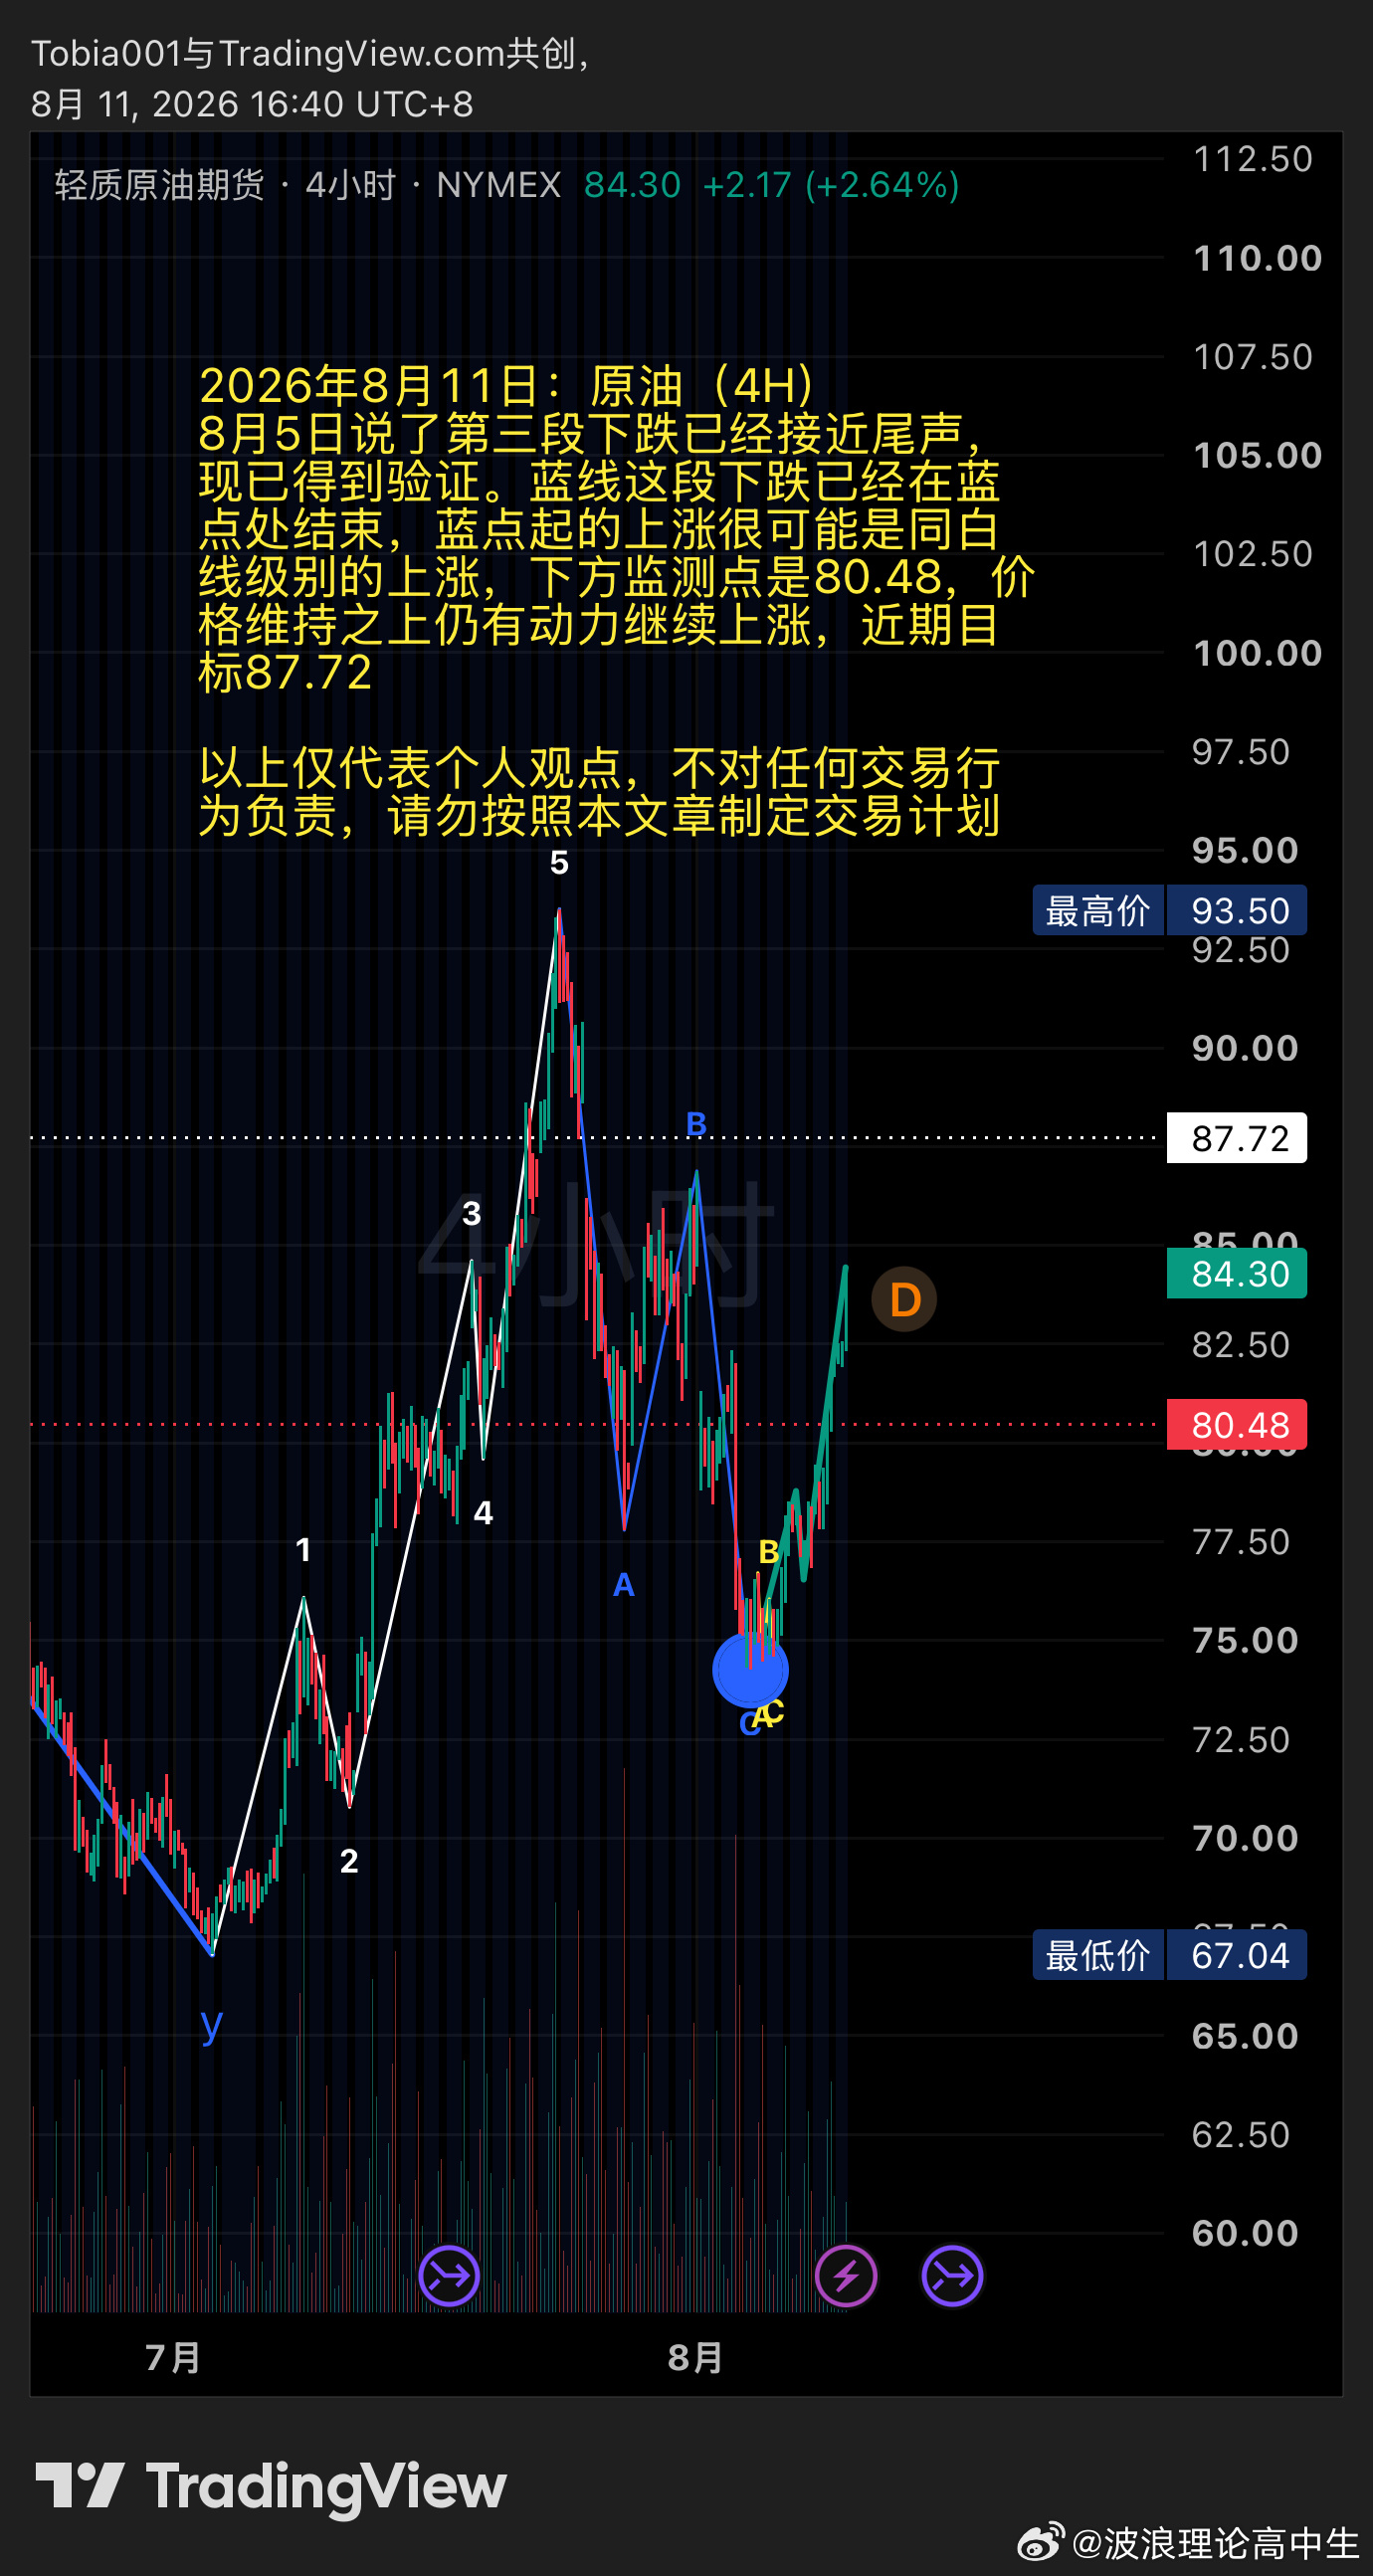 Tobia001与TradingView.com共创,
8月 11, 2026 16:40 UTC+8
轻质原油期货 · 4小时 · NYMEX 84.30 +2.17 (+2.64%)
112.50
110.00
107.50
2026年8月11日：原油（4H）
8月5日说了第三段下跌已经接近尾声，
现已得到验证。蓝线这段下跌已经在蓝
点处结束，蓝点起的上涨很可能是同白
线级别的上涨，下方监测点是80.48，价
格维持之上仍有动力继续上涨，近期目
标87.72
以上仅代表个人观点，不对任何交易行
为负责，请勿按照本文章制定交易计划
105.00
102.50
100.00
97.50
95.00
5
最高价 93.50
92.50
90.00
B
87.72
4小时
3
85.00
84.30
D
82.50
80.48
80.00
4
77.50
1
B
A
75.00
C
A
C
72.50
2
70.00
67.50
最低价 67.04
y
65.00
62.50
60.00
7月
8月
TradingView
@波浪理论高中生